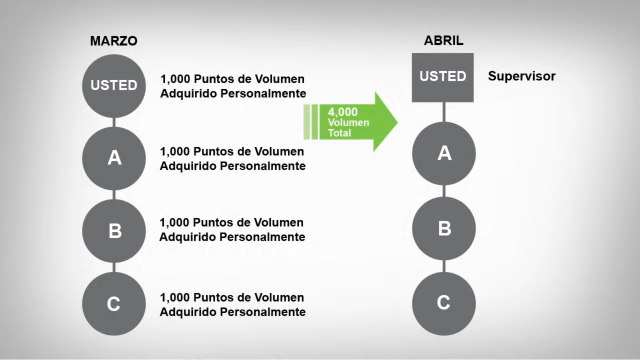 MARZO
USTED
1,000 Puntos de Volumen
Adquirido Personalmente
A
1,000 Puntos de Volumen
Adquirido Personalmente
B
1,000 Puntos de Volumen
Adquirido Personalmente
C
1,000 Puntos de Volumen
Adquirido Personalmente
4,000
Volumen
Total
ABRIL
USTED
Supervisor
A
B
C